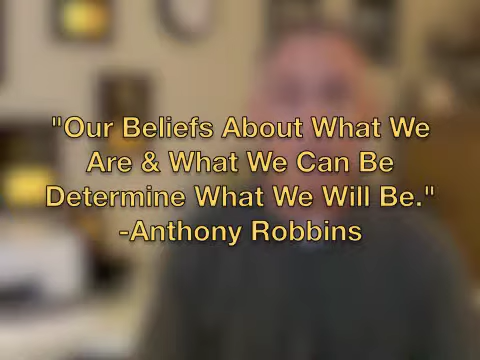 "Our Beliefs About What We
Are & What We Can Be
Determine What We Will Be."
-Anthony Robbins